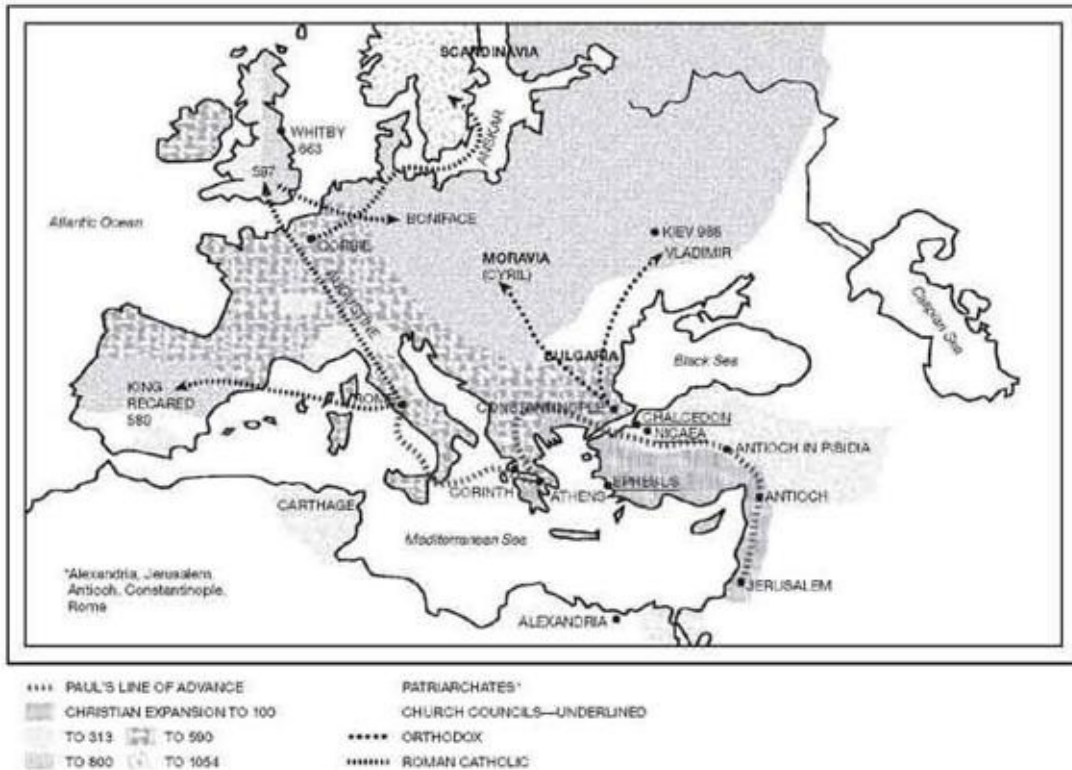 SCANDINAVIA
WHITBY
663
ANSKAR
597
Atlantic Ocean
BONIFACE
CORBIE
KIEV 988
VLADIMIR
MORAVIA
(CYRIL)
AUGUSTINE
Caspian Sea
BULGARIA
Black Sea
KING
RECARED
580
ROME
CONSTANTINOPLE
CHALCEDON
NICAEA
ANTIOCH IN PISIDIA
CORINTH
ATHENS
EPHESUS
ANTIOCH
CARTHAGE
Mediterranean Sea
*Alexandria, Jerusalem
Antioch, Constantinople,
Rome
JERUSALEM
ALEXANDRIA
PAUL'S LINE OF ADVANCE
CHRISTIAN EXPANSION TO 100
TO 313 TO 590
TO 800 TO 1054
PATRIARCHATES*
CHURCH COUNCILS—UNDERLINED
ORTHODOX
ROMAN CATHOLIC